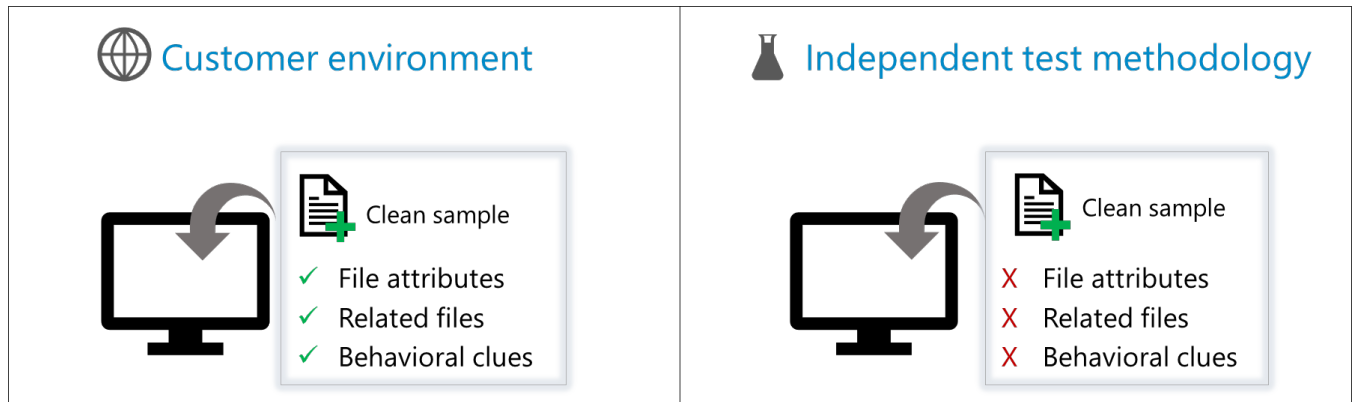 Customer environment
Clean sample
✓ File attributes
✓ Related files
✓ Behavioral clues
Independent test methodology
Clean sample
X File attributes
X Related files
X Behavioral clues